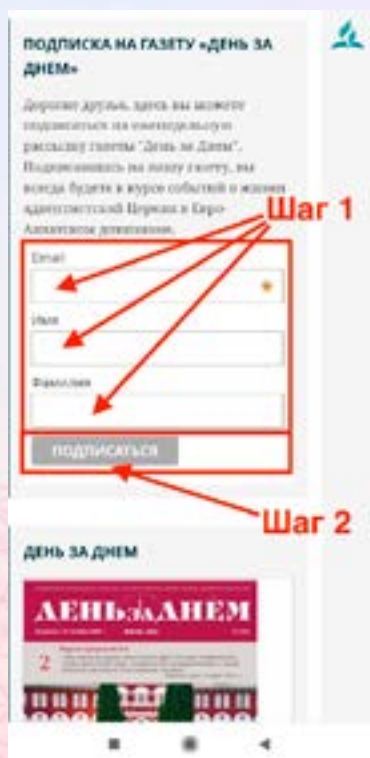 ПОДПИСКА НА ГАЗЕТУ «ДЕНЬ ЗА
ДНЕМ»
Дорогие друзья, здесь вы можете
подписаться на еженедельную
рассылку газеты "День за Днем".
Подписавшись на нашу газету, вы
всегда будете в курсе событий о жизни
адвентистской Церкви в Евро-
Азиатском дивизионе.
Шаг 1
Email
Имя
Фамилия
ПОДПИСАТЬСЯ
Шаг 2
ДЕНЬ ЗА ДНЕМ
ДЕНЬ за ДНЕМ
2